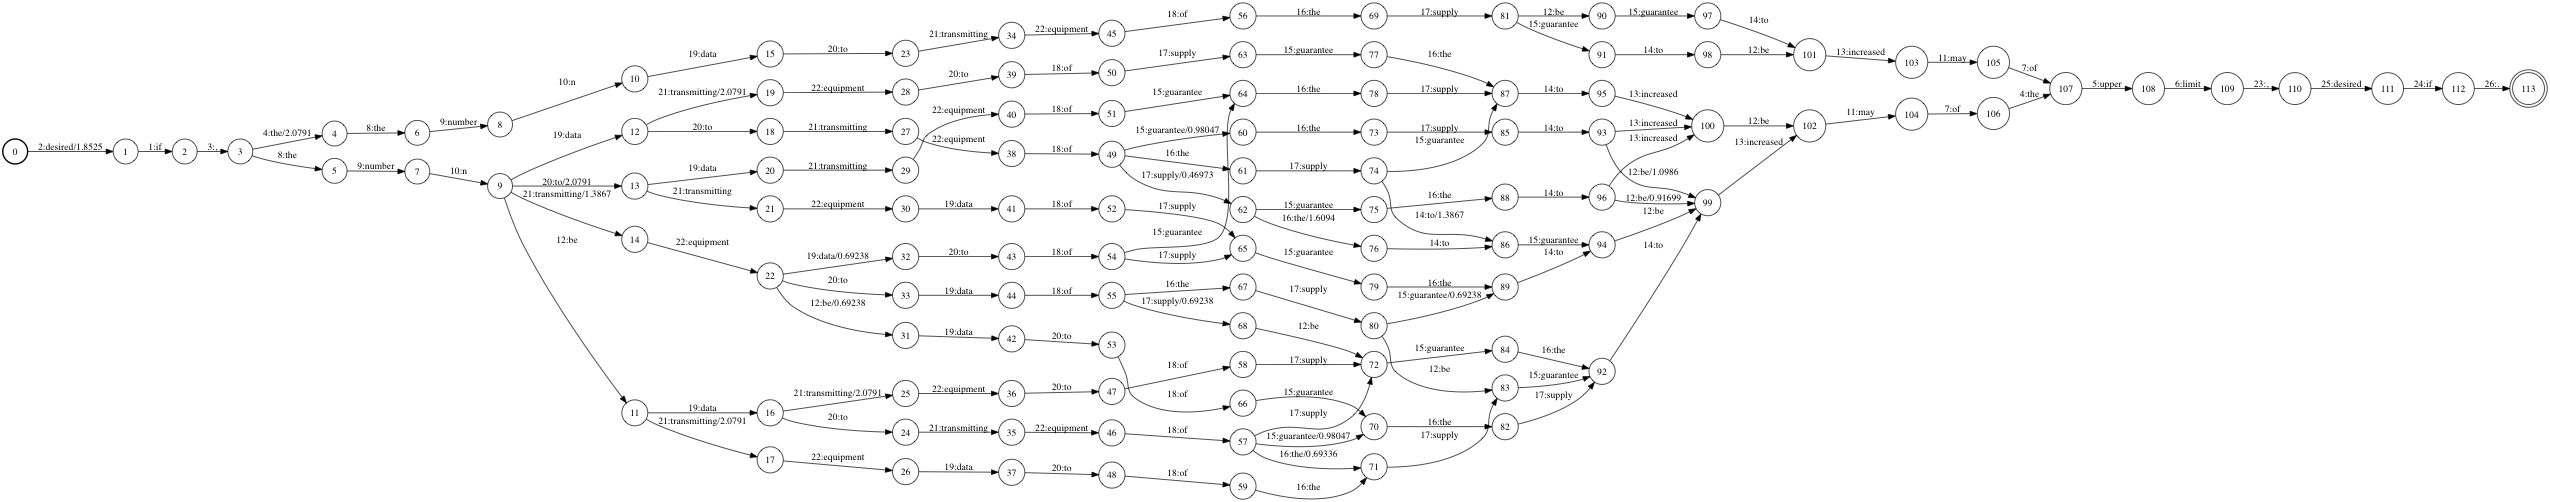 18:of 56 16:the 69 17:supply 81 12:be 90 15:guarantee 97
21:transmitting 34 22:equipment 45 15:guarantee 14:to
10:n 19:data 15 20:to 23 17:supply 63 15:guarantee 77 16:the 91 14:to 98 12:be 101 13:increased 103 11:may 105 7:of
10 20:to 39 18:of 50
4:the/2.0791 9:number 21:transmitting/2.0791 19 22:equipment 28 15:guarantee 64 16:the 78 17:supply 87 14:to 95 13:increased 4:the 107 5:upper 108 6:limit 109 23:. 110 25:desired 111 24:if 112 26:. 113
22:equipment 40 18:of 51 11:may 104 7:of 106
4 8:the 6 8 19:data 12 20:to 18 21:transmitting 27 22:equipment 15:guarantee/0.98047 60 16:the 73 17:supply 85 14:to 93 13:increased 100 12:be 102
15:guarantee 13:increased 13:increased
0 2:desired/1.8525 1 1:if 2 3:. 3 8:the 38 18:of 49 16:the
5 9:number 7 10:n 19:data 20 21:transmitting 29 61 17:supply 74 12:be/1.0986
9 20:to/2.0791 13 21:transmitting 17:supply/0.46973
21:transmitting/1.3867 16:the 88 14:to 96 12:be/0.91699 99
21 22:equipment 30 19:data 41 18:of 52 17:supply 62 15:guarantee 75 14:to/1.3867 12:be
12:be 14 22:equipment 15:guarantee 65 16:the/1.6094 76 14:to 86 15:guarantee 94 14:to
19:data/0.69238 32 20:to 43 18:of 54 17:supply 15:guarantee 14:to
22 20:to 33 19:data 44 18:of 55 16:the 67 17:supply 79 16:the 89
12:be/0.69238 17:supply/0.69238 15:guarantee/0.69238
31 19:data 42 20:to 53 68 12:be 80
18:of 58 17:supply 72 15:guarantee 84 16:the 92
12:be 83 15:guarantee
21:transmitting/2.0791 25 22:equipment 36 20:to 47 18:of 66 15:guarantee 17:supply
11 19:data 16 20:to 17:supply
21:transmitting/2.0791 24 21:transmitting 35 22:equipment 46 18:of 57 15:guarantee/0.98047 70 16:the 82
17:supply
17 22:equipment 26 19:data 37 20:to 48 18:of 16:the/0.69336 71
59 16:the